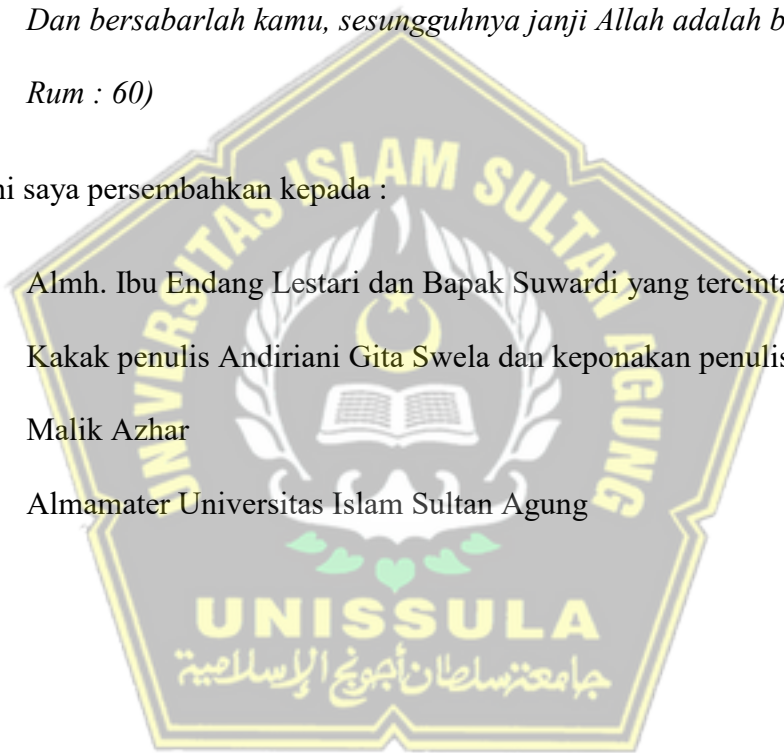 Dan bersabarlah kamu, sesungguhnya janji Allah adalah b
Rum : 60)
ni saya persembahkan kepada :
Almh. Ibu Endang Lestari dan Bapak Suwardi yang tercinta
Kakak penulis Andiriani Gita Swela dan keponakan penulis
Malik Azhar
Almamater Universitas Islam Sultan Agung
UNIVERSITAS ISLAM SULTAN AGUNG
UNISSULA
جامعة سلطان أجونج الإسلامية